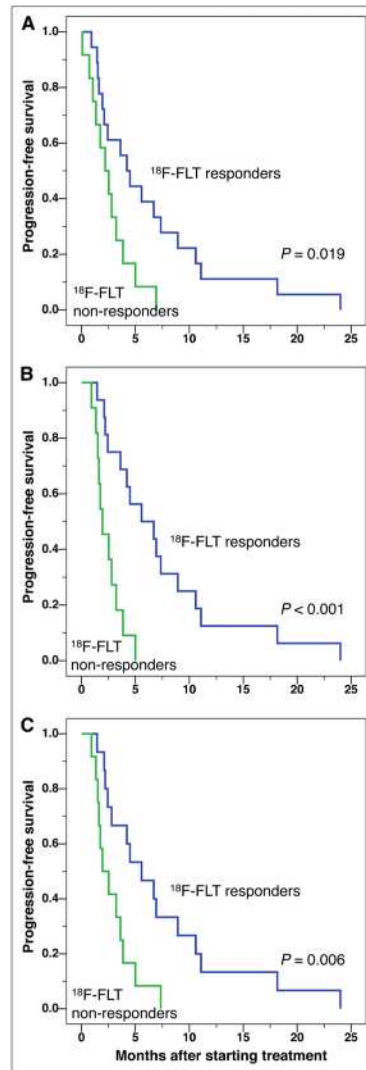 A
Progression-free survival
1.0
0.8
0.6
0.4
0.2
0.0
¹⁸F-FLT responders
P = 0.019
¹⁸F-FLT
non-responders
0 5 10 15 20 25
B
Progression-free survival
1.0
0.8
0.6
0.4
0.2
0.0
¹⁸F-FLT responders
P < 0.001
¹⁸F-FLT
non-responders
0 5 10 15 20 25
C
Progression-free survival
1.0
0.8
0.6
0.4
0.2
0.0
¹⁸F-FLT responders
P = 0.006
¹⁸F-FLT
non-responders
0 5 10 15 20 25
Months after starting treatment